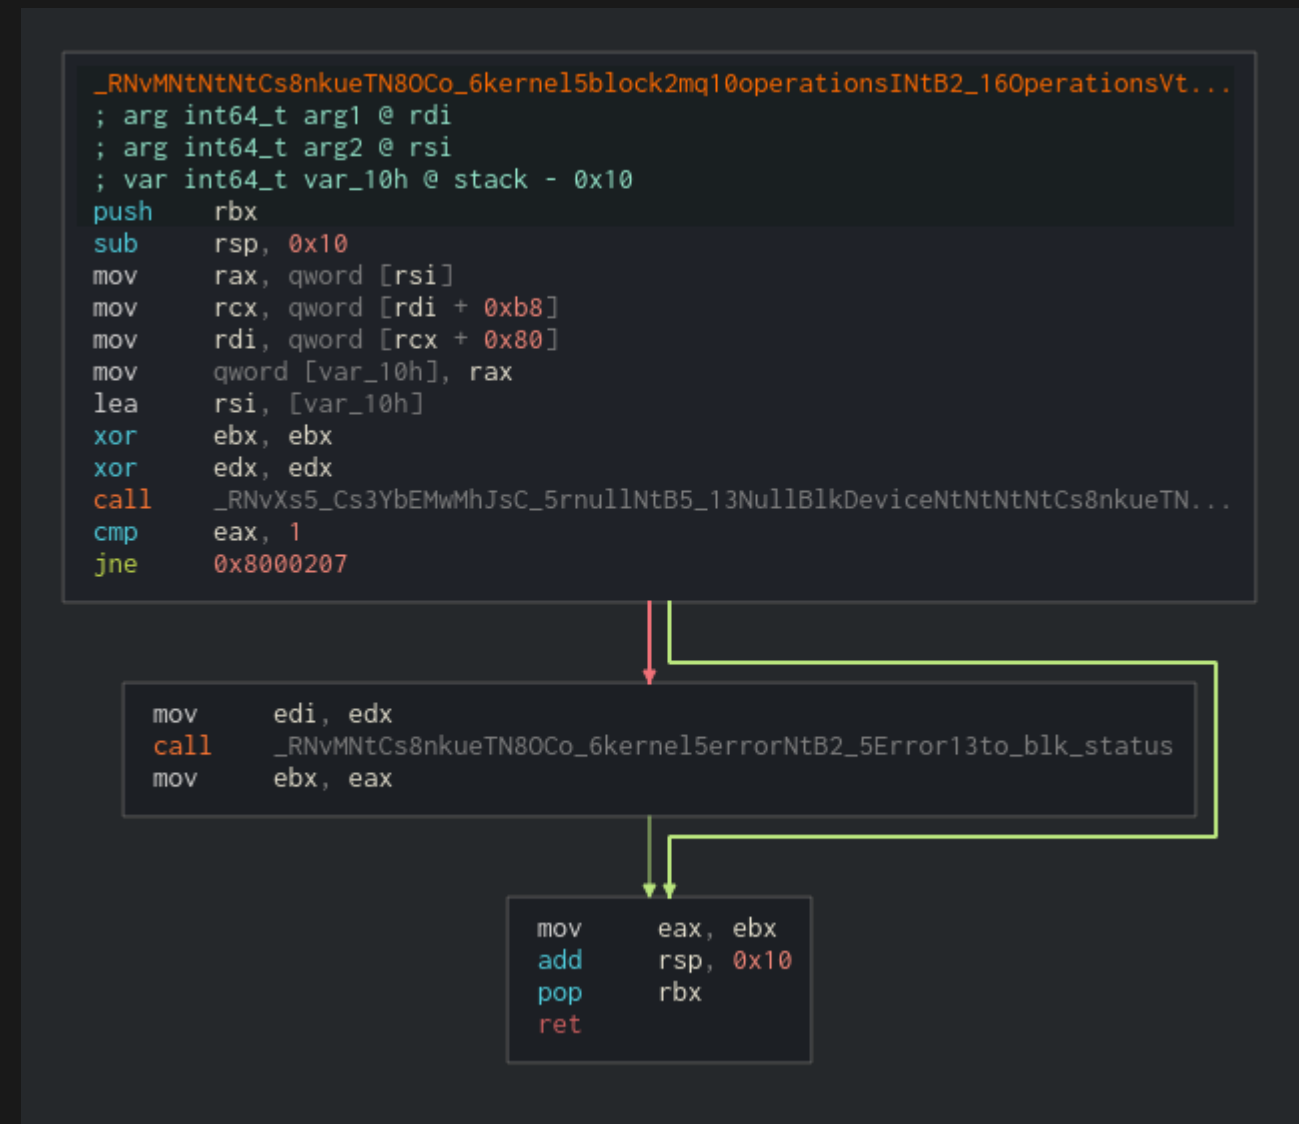 _RNvMNtNtNtCs8nkueTN8OCo_6kernel5block2mq10operationsINtB2_16OperationsVt...
; arg int64_t arg1 @ rdi
; arg int64_t arg2 @ rsi
; var int64_t var_10h @ stack - 0x10
push rbx
sub rsp, 0x10
mov rax, qword [rsi]
mov rcx, qword [rdi + 0xb8]
mov rdi, qword [rcx + 0x80]
mov qword [var_10h], rax
lea rsi, [var_10h]
xor ebx, ebx
xor edx, edx
call _RNvXs5_Cs3YbEMwMhJsC_5rnullNtB5_13NullBlkDeviceNtNtNtNtCs8nkueTN...
cmp eax, 1
jne 0x8000207
mov edi, edx
call _RNvMNtCs8nkueTN8OCo_6kernel5errorNtB2_5Error13to_blk_status
mov ebx, eax
mov eax, ebx
add rsp, 0x10
pop rbx
ret